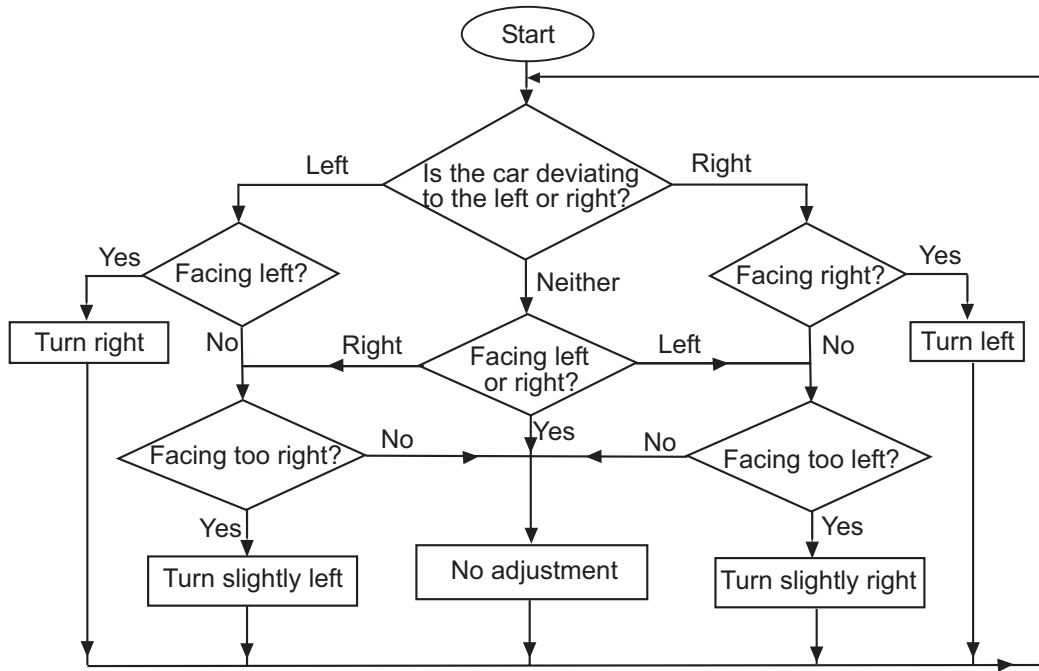 Start
Left
Is the car deviating
to the left or right?
Right
Yes
Facing left?
Neither
Facing right?
Yes
Turn right
No
Right
Facing left
or right?
Left
No
Turn left
Facing too right?
No
Yes
No
Facing too left?
Yes
Yes
Turn slightly left
No adjustment
Turn slightly right